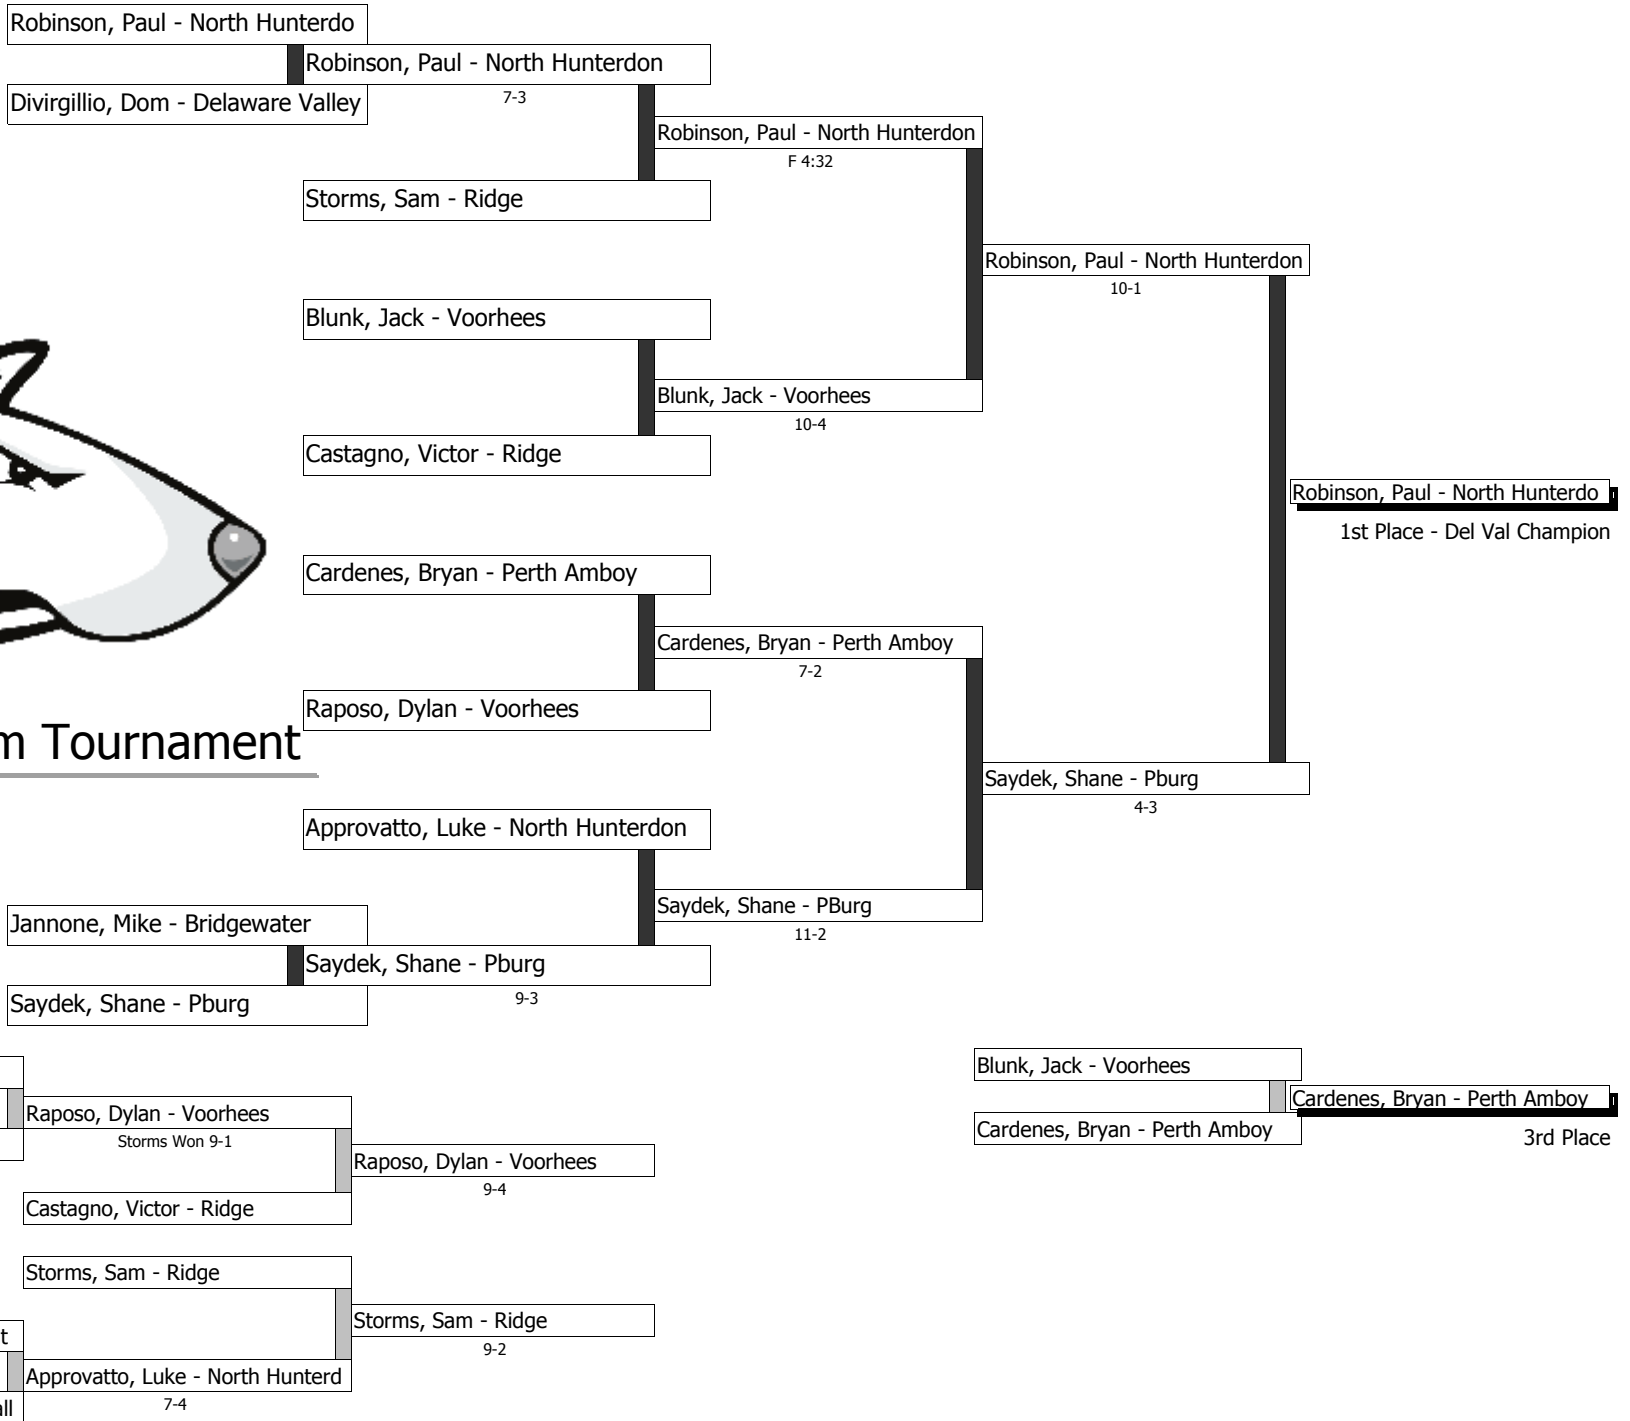 Robinson, Paul - North Hunterdo
Robinson, Paul - North Hunterdon
Divirgillio, Dom - Delaware Valley
7-3
Robinson, Paul - North Hunterdon
F 4:32
Storms, Sam - Ridge
Robinson, Paul - North Hunterdon
10-1
Blunk, Jack - Voorhees
Blunk, Jack - Voorhees
10-4
Castagno, Victor - Ridge
Robinson, Paul - North Hunterdo
1st Place - Del Val Champion
Cardenes, Bryan - Perth Amboy
Cardenes, Bryan - Perth Amboy
7-2
Raposo, Dylan - Voorhees
m Tournament
Saydek, Shane - Pburg
4-3
Approvatto, Luke - North Hunterdon
Saydek, Shane - PBurg
11-2
Jannone, Mike - Bridgewater
Saydek, Shane - Pburg
9-3
Saydek, Shane - Pburg
Blunk, Jack - Voorhees
Cardenes, Bryan - Perth Amboy
Cardenes, Bryan - Perth Amboy
3rd Place
Raposo, Dylan - Voorhees
Storms Won 9-1
Raposo, Dylan - Voorhees
9-4
Castagno, Victor - Ridge
Storms, Sam - Ridge
Storms, Sam - Ridge
9-2
t
Approvatto, Luke - North Hunterd
7-4
all